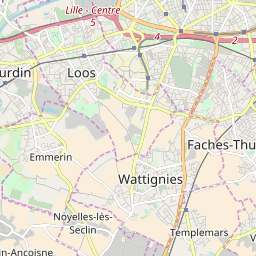 Lille - Centre
5
4
2
urdin
Loos
Faches-Thu
Emmerin
Wattignies
Noyelles-lès-
Seclin
Templemars
n-Ancoisne